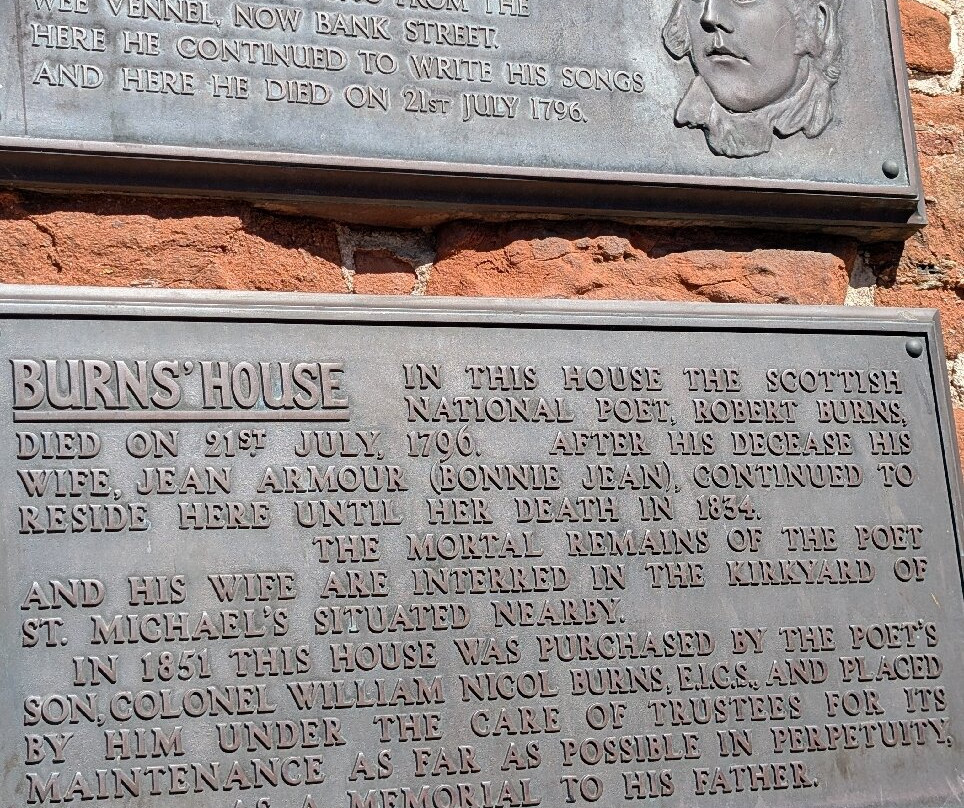 FROM THE
WEE VENNEL, NOW BANK STREET.
HERE HE CONTINUED TO WRITE HIS SONGS
AND HERE HE DIED ON 21ST JULY 1796.
BURNS' HOUSE IN THIS HOUSE THE SCOTTISH
NATIONAL POET, ROBERT BURNS,
DIED ON 21ST JULY, 1796. AFTER HIS DECEASE HIS
WIFE, JEAN ARMOUR (BONNIE JEAN), CONTINUED TO
RESIDE HERE UNTIL HER DEATH IN 1834.
THE MORTAL REMAINS OF THE POET
AND HIS WIFE ARE INTERRED IN THE KIRKYARD OF
ST. MICHAEL'S SITUATED NEARBY.
IN 1851 THIS HOUSE WAS PURCHASED BY THE POET'S
SON, COLONEL WILLIAM NICOL BURNS, E.I.C.S., AND PLACED
BY HIM UNDER THE CARE OF TRUSTEES FOR ITS
MAINTENANCE AS FAR AS POSSIBLE IN PERPETUITY,
AS A MEMORIAL TO HIS FATHER.